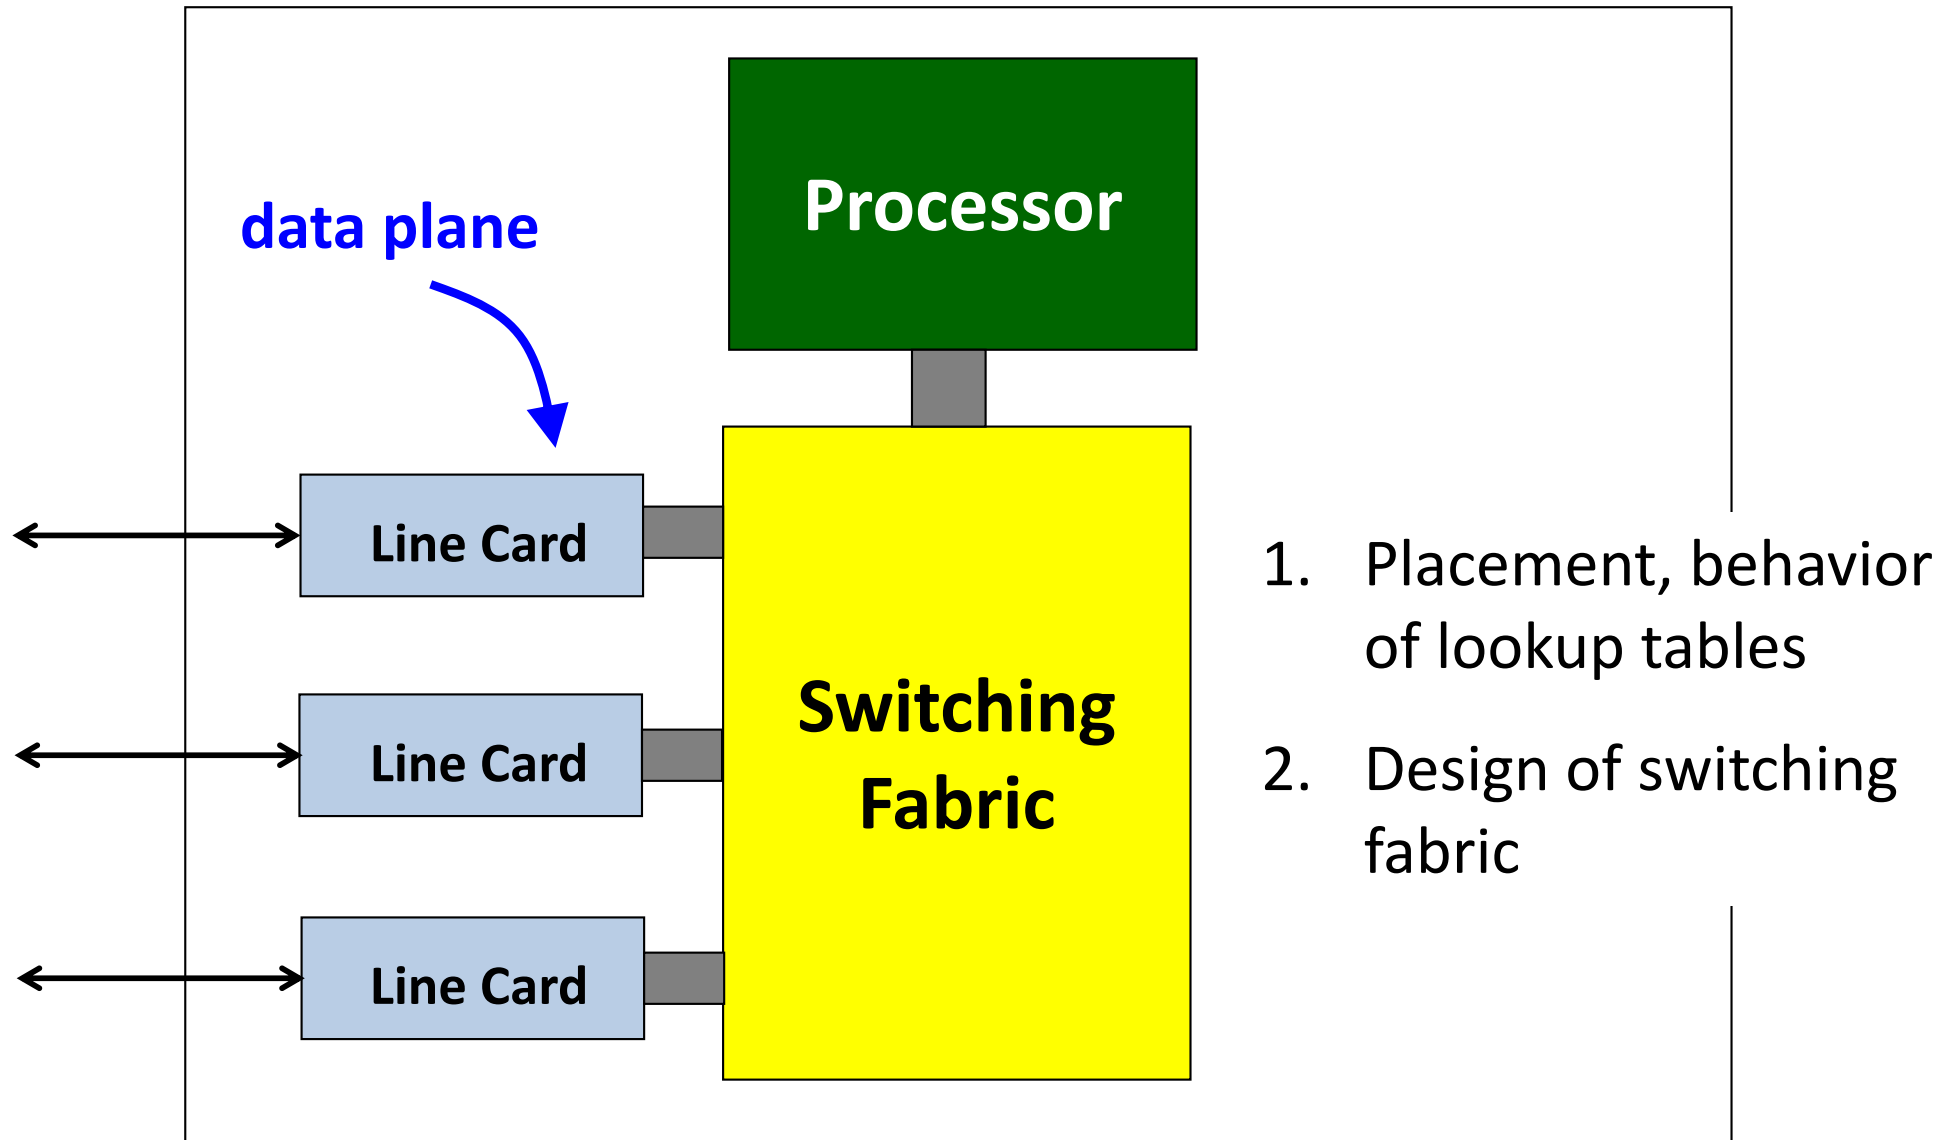 Processor
data plane
Line Card
Line Card
Line Card
Switching
Fabric
1. Placement, behavior
of lookup tables
2. Design of switching
fabric